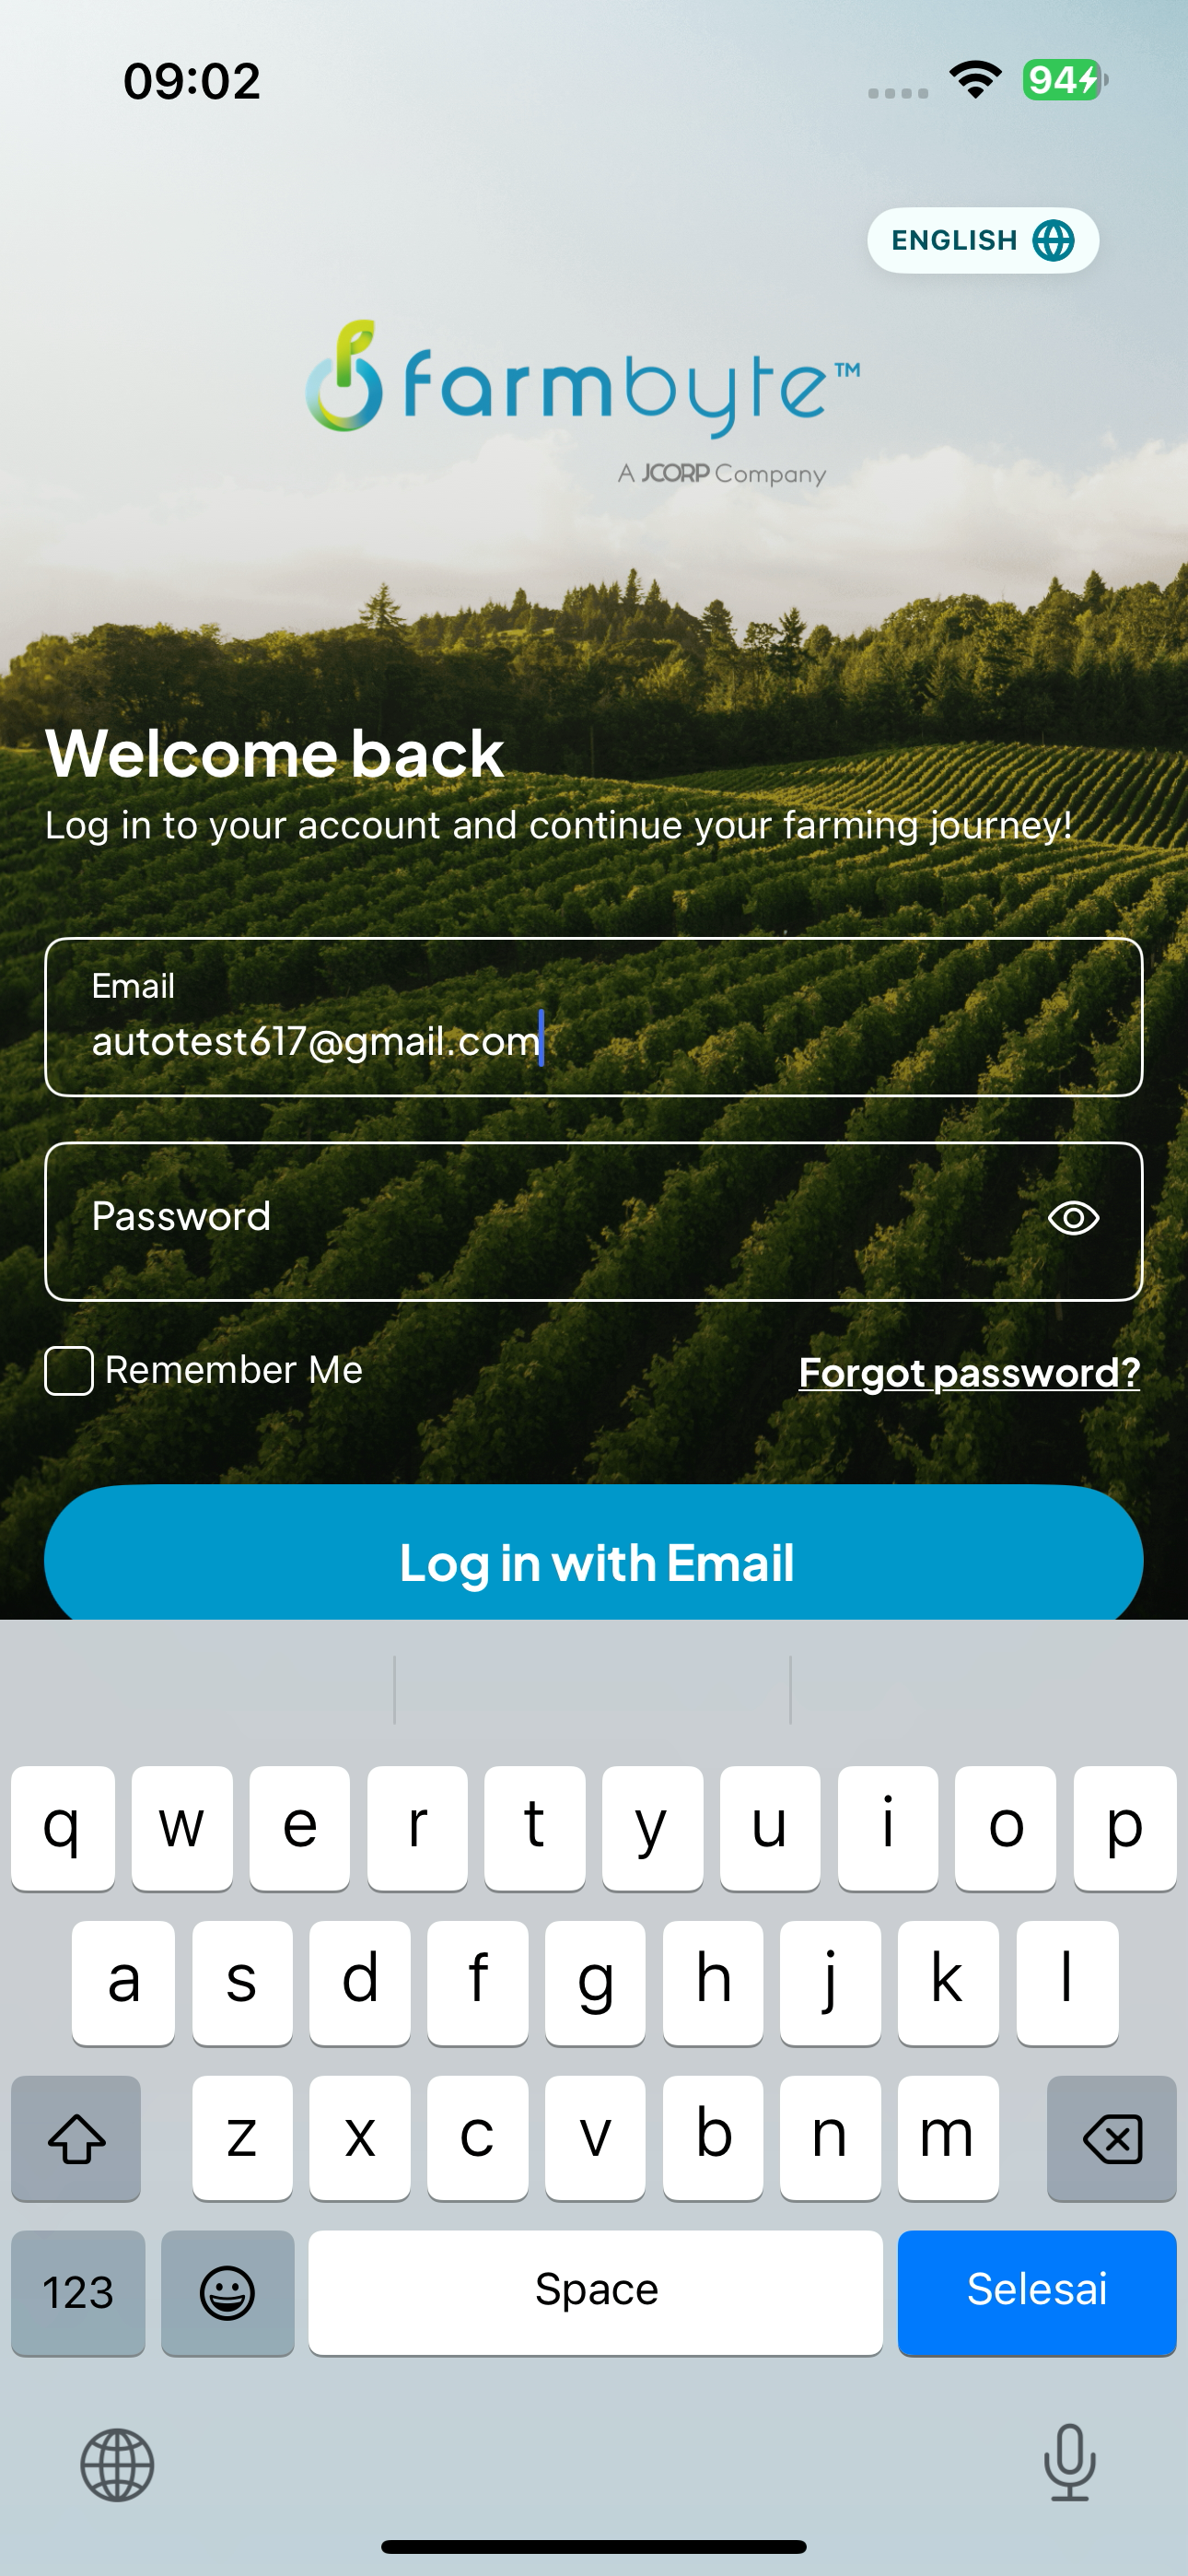 09:02
94
ENGLISH
farmbyte™
A JCORP Company
Welcome back
Log in to your account and continue your farming journey!
Email
autotest617@gmail.com
Password
Remember Me
Forgot password?
Log in with Email
q w e r t y u i o p
a s d f g h j k l
z x c v b n m
123
Space
Selesai